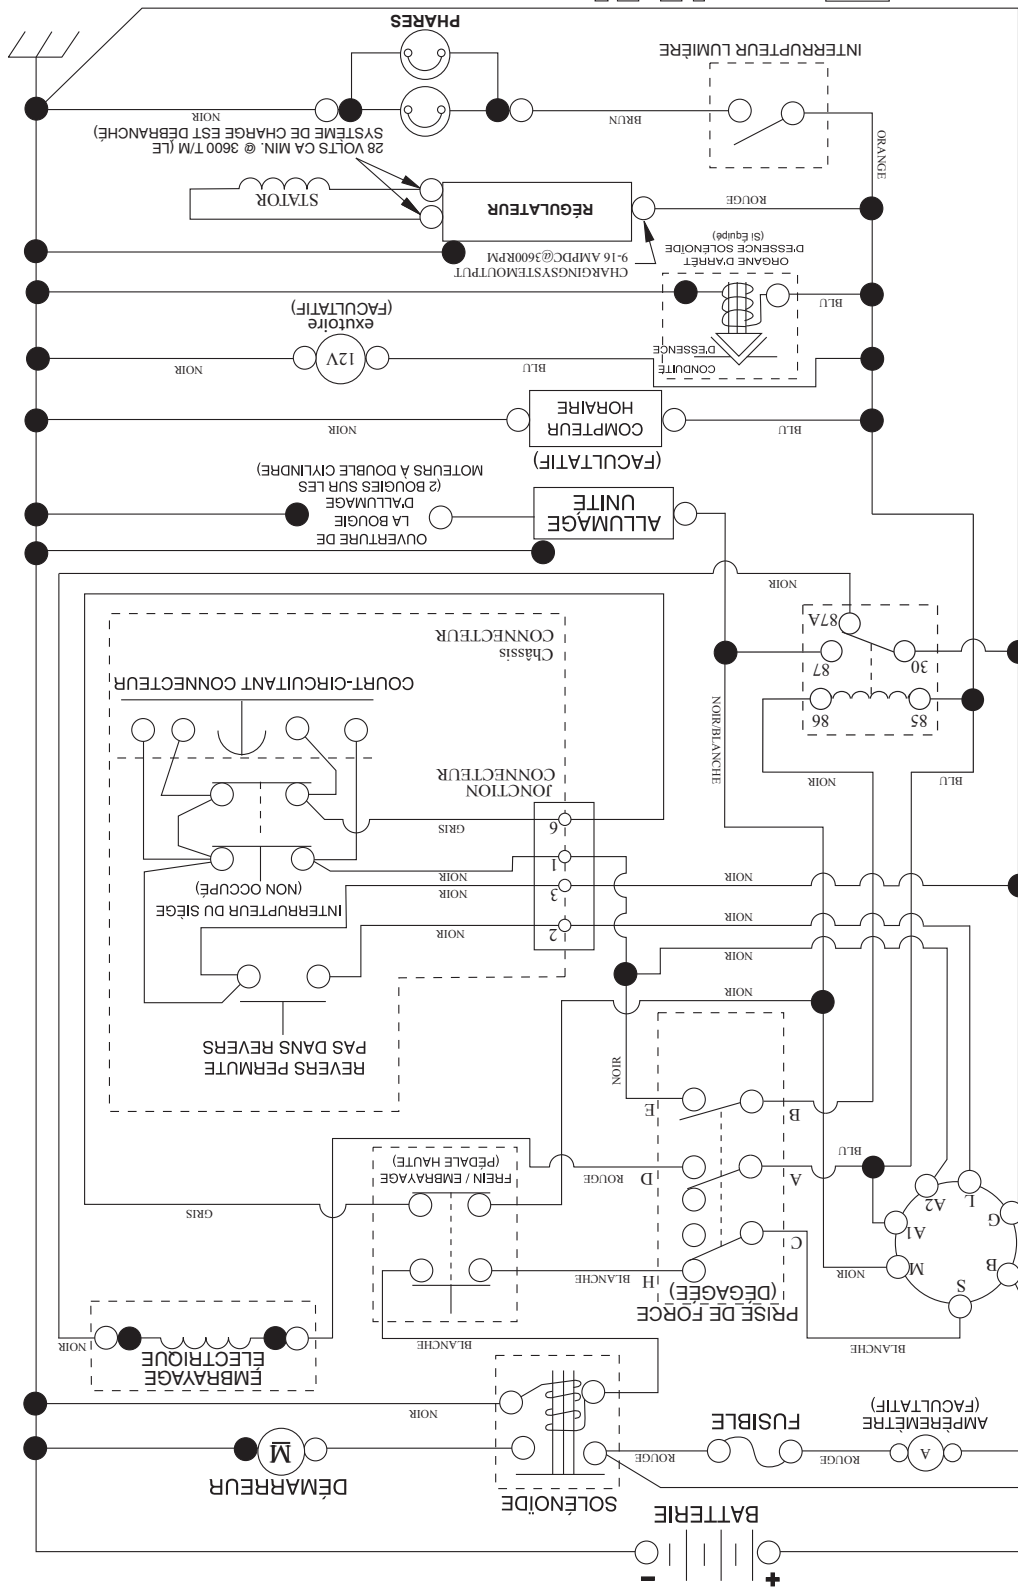 BATTERIE
+
-
SOLÉNOÏDE
FUSIBLE
AMPÈREMÈTRE
(FACULTATIF)
A
ROUGE
ROUGE
DÉMARREUR
M
NOIR
BLANCHE
BLANCHE
EMBRAYAGE
ÉLECTRIQUE
NOIR
S
B
G
L
A2
A1
M
NOIR
PRISE DE FORCE
(DÉGAGÉE)
C
H
A
D
B
E
BLANCHE
ROUGE
BLU
FREIN / EMBRAYAGE
(PÉDALE HAUTE)
GRIS
NOIR
NOIR
NOIR
NOIR
NOIR
REVERS PERMUTE
PAS DANS REVERS
INTERRUPTEUR DU SIÈGE
(NON OCCUPÉ)
2
3
1
6
NOIR
NOIR
NOIR
GRIS
JONCTION
CONNECTEUR
Châssis
CONNECTEUR
COURT-CIRCUITANT CONNECTEUR
BLU
NOIR
NOIR/BLANCHE
85
86
30
87
87A
NOIR
ALLUMAGE
UNITÉ
OUVERTURE DE
LA BOUGIE
D'ALLUMAGE
(2 BOUGIES SUR LES
MOTEURS À DOUBLE CIYLINDRE)
(FACULTATIF)
COMPTEUR
HORAIRE
BLU
NOIR
CONDUITÉ
D'ESSENCE
BLU
12V
NOIR
exutoire
(FACULTATIF)
BLU
ORGANE D'ARRÊT
D'ESSENCE SOLÉNOÏDE
(Si Équipé)
CHARGINGSYSTEMOUTPUT
9-16 AMPDC@3600RPM
ROUGE
RÉGULATEUR
STATOR
28 VOLTS CA MIN. @ 3600 T/M (LE
SYSTÈME DE CHARGE EST DÉBRANCHÉ)
ORANGE
BRUN
NOIR
INTERRUPTEUR LUMIÈRE
PHARES